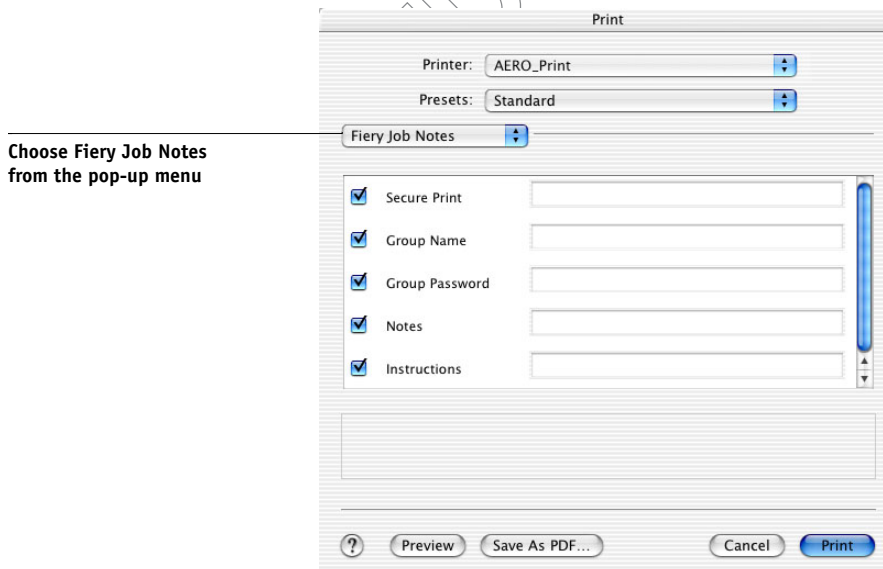 Print
Printer: AERO_Print
Presets: Standard
Fiery Job Notes
Choose Fiery Job Notes
from the pop-up menu
Secure Print
Group Name
Group Password
Notes
Instructions
? Preview Save As PDF... Cancel Print